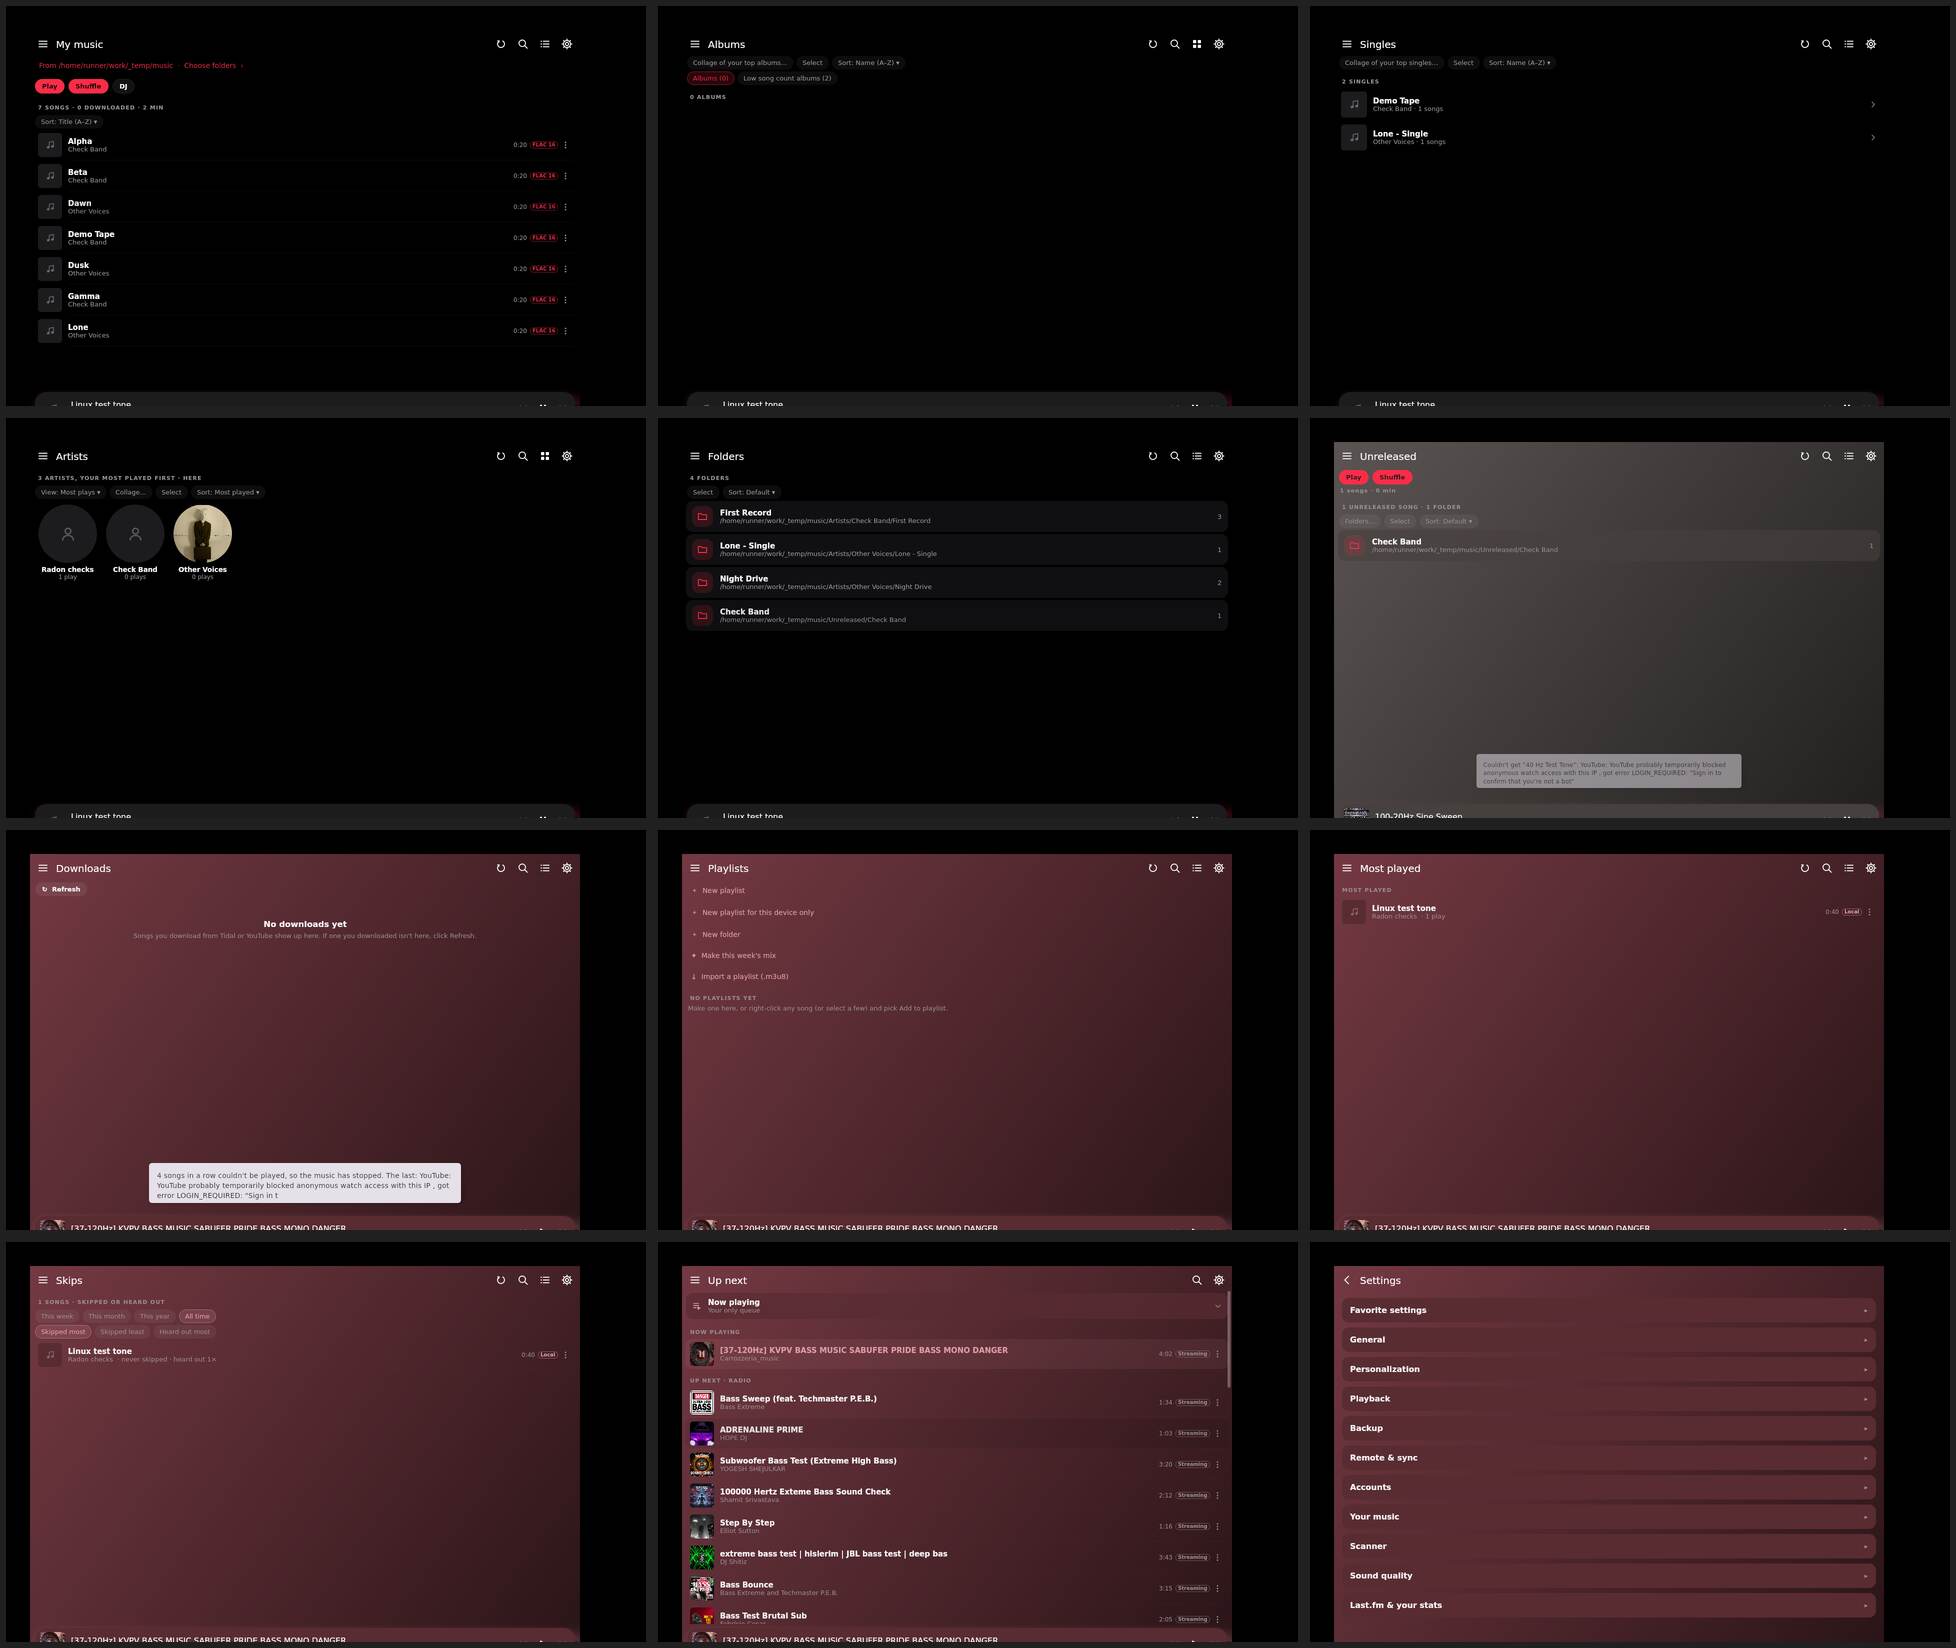 My music
From /home/runner/work/_temp/music · Choose folders ›
Play Shuffle DJ
7 SONGS · 0 DOWNLOADED · 2 MIN
Sort: Title (A–Z) ▾
Alpha
Check Band
0:20 FLAC 16
Beta
Check Band
0:20 FLAC 16
Dawn
Other Voices
0:20 FLAC 16
Demo Tape
Check Band
0:20 FLAC 16
Dusk
Other Voices
0:20 FLAC 16
Gamma
Check Band
0:20 FLAC 16
Lone
Other Voices
0:20 FLAC 16
Linux test tone
Albums
Collage of your top albums... Select Sort: Name (A–Z) ▾
Albums (0) Low song count albums (2)
0 ALBUMS
Linux test tone
Singles
Collage of your top singles... Select Sort: Name (A–Z) ▾
2 SINGLES
Demo Tape
Check Band · 1 songs
Lone - Single
Other Voices · 1 songs
Linux test tone
Artists
3 ARTISTS, YOUR MOST PLAYED FIRST · HERE
View: Most plays ▾ Collage... Select Sort: Most played ▾
Radon checks
1 play
Check Band
0 plays
Other Voices
0 plays
Linux test tone
Folders
4 FOLDERS
Select Sort: Default ▾
First Record
/home/runner/work/_temp/music/Artists/Check Band/First Record
3
Lone - Single
/home/runner/work/_temp/music/Artists/Other Voices/Lone - Single
1
Night Drive
/home/runner/work/_temp/music/Artists/Other Voices/Night Drive
2
Check Band
/home/runner/work/_temp/music/Unreleased/Check Band
1
Linux test tone
Unreleased
Play Shuffle
1 songs · 0 min
1 UNRELEASED SONG · 1 FOLDER
Folders... Select Sort: Default ▾
Check Band
/home/runner/work/_temp/music/Unreleased/Check Band
1
Couldn't get "40 Hz Test Tone": YouTube: YouTube probably temporarily blocked
anonymous watch access with this IP , got error LOGIN_REQUIRED: "Sign in to
confirm that you're not a bot"
100-20Hz Sine Sweep
Downloads
↻ Refresh
No downloads yet
Songs you download from Tidal or YouTube show up here. If one you downloaded isn't here, click Refresh.
4 songs in a row couldn't be played, so the music has stopped. The last: YouTube:
YouTube probably temporarily blocked anonymous watch access with this IP , got
error LOGIN_REQUIRED: "Sign in t
[37-120Hz] KVPV BASS MUSIC SABUFER PRIDE BASS MONO DANGER
Playlists
+ New playlist
+ New playlist for this device only
+ New folder
✦ Make this week's mix
↓ Import a playlist (.m3u8)
NO PLAYLISTS YET
Make one here, or right-click any song (or select a few) and pick Add to playlist.
[37-120Hz] KVPV BASS MUSIC SABUFER PRIDE BASS MONO DANGER
Most played
MOST PLAYED
Linux test tone
Radon checks · 1 play
0:40 Local
[37-120Hz] KVPV BASS MUSIC SABUFER PRIDE BASS MONO DANGER
Skips
1 SONGS · SKIPPED OR HEARD OUT
This week This month This year All time
Skipped most Skipped least Heard out most
Linux test tone
Radon checks · never skipped · heard out 1×
0:40 Local
[37-120Hz] KVPV BASS MUSIC SABUFER PRIDE BASS MONO DANGER
Up next
Now playing
Your only queue
NOW PLAYING
[37-120Hz] KVPV BASS MUSIC SABUFER PRIDE BASS MONO DANGER
Cartozzeria_music
4:02 Streaming
UP NEXT · RADIO
Bass Sweep (feat. Techmaster P.E.B.)
Bass Extreme
1:34 Streaming
ADRENALINE PRIME
HOPE DJ
1:03 Streaming
Subwoofer Bass Test (Extreme High Bass)
YOGESH SHEJULKAR
3:20 Streaming
100000 Hertz Exteme Bass Sound Check
Shamit Srivastava
2:12 Streaming
Step By Step
Elliot Sutton
1:16 Streaming
extreme bass test | hislerim | JBL bass test | deep bas
DJ Shitiz
3:43 Streaming
Bass Bounce
Bass Extreme and Techmaster P.E.B.
3:15 Streaming
Bass Test Brutal Sub
2:05 Streaming
[37-120Hz] KVPV BASS MUSIC SABUFER PRIDE BASS MONO DANGER
Settings
Favorite settings
General
Personalization
Playback
Backup
Remote & sync
Accounts
Your music
Scanner
Sound quality
Last.fm & your stats